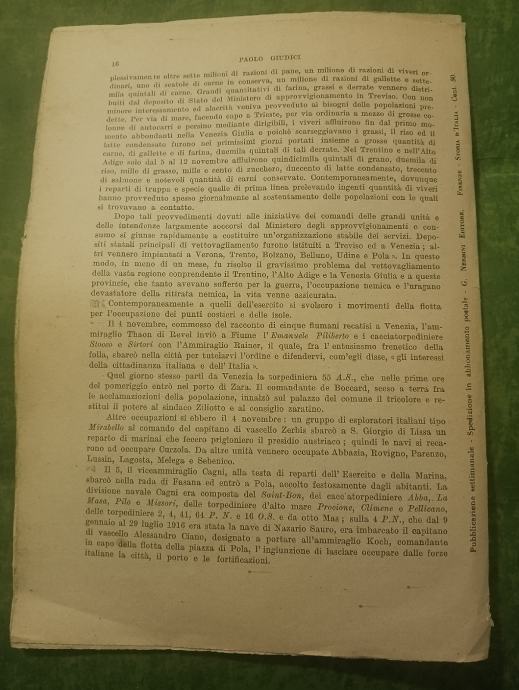 16
PAOLO GIUDICI
plessivamente oltre sette milioni di razioni di pane, un milione di razioni di viveri or-
dinari, uno di scatole di carne in conserva, un milione di razioni di gallette e sette-
mila quintali di carne. Grandi quantitativi di farina, grassi e derrate vennero distri-
buiti dal deposito di Stato del Ministero di approvvigionamento in Treviso. Con non
minore interessamento ed alacrità veniva provveduto ai bisogni delle popolazioni pre-
dette. Per via di mare, facendo capo a Trieste, per via ordinaria a mezzo di grosse co-
lonne di autocarri e persino mediante dirigibili, i viveri affluirono fin dal primo mo-
mento abbondanti nella Venezia Giulia e poichè scarseggiavano i grassi, il riso ed il
latte condensato furono nei primissimi giorni portati insieme a grosse quantità di
carne, di gallette e di farina, duemila quintali di tali derrate. Nel Trentino e nell'Alto
Adige solo dal 5 al 12 novembre affluirono quindicimila quintali di grano, duemila di
riso, mille di grasso, mille e cento di zucchero, duecento di latte condensato, trecento
di salmone e notevoli quantità di carni conservate. Contemporaneamente, dovunque
i reparti di truppa e specie quelle di prima linea prelevando ingenti quantità di viveri
hanno provveduto spesso giornalmente al sostentamento delle popolazioni con le quali
si trovavano a contatto.
Dopo tali provvedimenti dovuti alle iniziative dei comandi delle grandi unità e
delle intendenze largamente soccorsi dal Ministero degli approvvigionamenti e con-
sumo si giunse rapidamente a costituire un'organizzazione stabile dei servizi. Depo-
siti statali principali di vettovagliamento furono istituiti a Treviso ed a Venezia; al-
tri vennero impiantati a Verona, Trento, Bolzano, Belluno, Udine e Pola. In questo
modo, in meno di un mese, fu risolto il gravissimo problema del vettovagliamento
della vasta regione conprendente il Trentino, l'Alto Adige e la Venezia Giulia e a queste
provincie, che tanto avevano sofferto per la guerra, l'occupazione nemica e l'uragano
devastatore della ritirata nemica, la vita venne assicurata.
Contemporaneamente a quelli dell'esercito si svolsero i movimenti della flotta
per l'occupazione dei punti costieri e delle isole.
Il 4 novembre, commosso del racconto di cinque fiumani recatisi a Venezia, l'am-
miraglio Thaon di Revel inviò a Fiume l'Emanuele Filiberto e i cacciatorpediniere
Stocco e Sirtori con l'Ammiraglio Rainer, il quale, fra l'entusiasmo frenetico della
folla, sbarcò nella città per tutelarvi l'ordine e difendervi, com'egli disse, « gli interessi
della cittadinanza italiana e dell'Italia ».
Quel giorno stesso partì da Venezia la torpediniera 55 A.S., che nelle prime ore
del pomeriggio entrò nel porto di Zara. Il comandante de Boccard, sceso a terra fra
le acclamazioni della popolazione, innalzò sul palazzo del comune il tricolore e re-
stituì il potere al sindaco Ziliotto e al consiglio zaratino.
Altre occupazioni si ebbero il 4 novembre: un gruppo di esploratori italiani tipo
Mirabello al comando del capitano di vascello Zerbis sbarcò a S. Giorgio di Lissa un
reparto di marinai che fecero prigioniero il presidio austriaco; quindi le navi si reca-
rono ad occupare Curzola. Da altre unità vennero occupate Abbazia, Rovigno, Parenzo,
Lussin, Lagosta, Melega e Sebenico.
Il 5, il viceammiraglio Cagni, alla testa di reparti dell'Esercito e della Marina,
sbarcò nella rada di Fasana ed entrò a Pola, accolto festosamente dagli abitanti. La
divisione navale Cagni era composta del Saint-Bon, dei cacciatorpediniere Abba, La
Masa, Pilo e Missori, delle torpediniere d'alto mare Procione, Climene e Pellicano,
delle torpediniere 2, 4, 41, 64 P. N. e 16 O.S. e da otto Mas; sulla 4 P.N., che dal 9
gennaio al 29 luglio 1916 era stata la nave di Nazario Sauro, era imbarcato il capitano
di vascello Alessandro Ciano, designato a portare all'ammiraglio Koch, comandante
in capo della flotta della piazza di Pola, l'ingiunzione di lasciare occupare dalle forze
italiane la città, il porto e le fortificazioni.
Pubblicazione settimanale - Spedizione in abbonamento postale - G. NERBINI EDITORE, FIRENZE - STORIA D'ITALIA - Cent. 80.